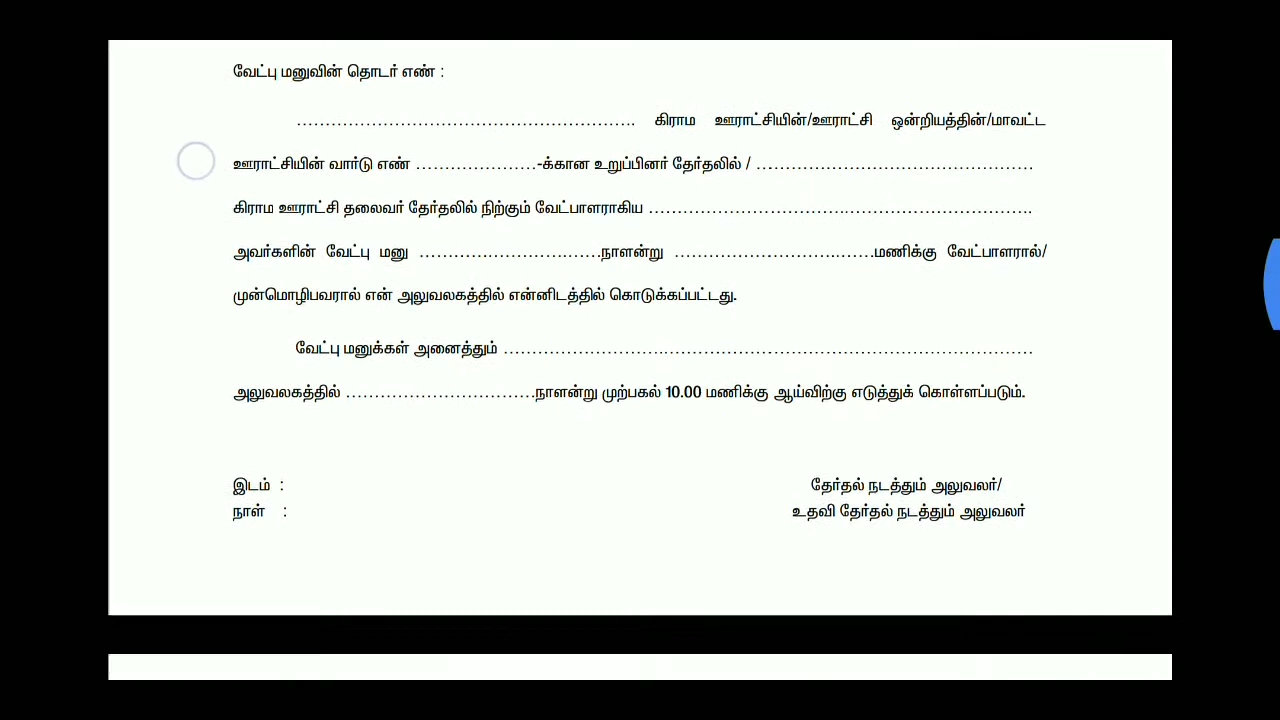 வேட்பு மனுவின் தொடர் எண் :
…………………………………………………….. கிராம ஊராட்சியின்/ஊராட்சி ஒன்றியத்தின்/மாவட்ட
ஊராட்சியின் வார்டு எண் …………………-க்கான உறுப்பினர் தேர்தலில் / ………………………………………….
கிராம ஊராட்சி தலைவர் தேர்தலில் நிற்கும் வேட்பாளராகிய …………………………………………………………..
அவர்களின் வேட்பு மனு …………………………..நாளன்று ……………………………..மணிக்கு வேட்பாளரால்/
முன்மொழிபவரால் என் அலுவலகத்தில் என்னிடத்தில் கொடுக்கப்பட்டது.
வேட்பு மனுக்கள் அனைத்தும் ……………………………………………………………………………………
அலுவலகத்தில் ……………………………நாளன்று முற்பகல் 10.00 மணிக்கு ஆய்விற்கு எடுத்துக் கொள்ளப்படும்.
இடம் :
நாள் :
தேர்தல் நடத்தும் அலுவலர்/
உதவி தேர்தல் நடத்தும் அலுவலர்